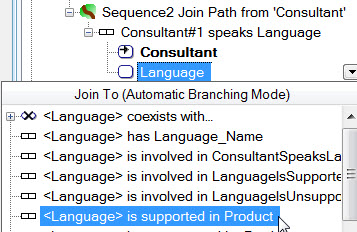 Sequence2 Join Path from 'Consultant'
Consultant#1 speaks Language
Consultant
Language
Join To (Automatic Branching Mode)
<Language> coexists with...
<Language> has Language_Name
<Language> is involved in ConsultantSpeaksLa
<Language> is involved in LanguageIsSupporte
<Language> is involved in LanguageIsUnsuppo
<Language> is supported in Product